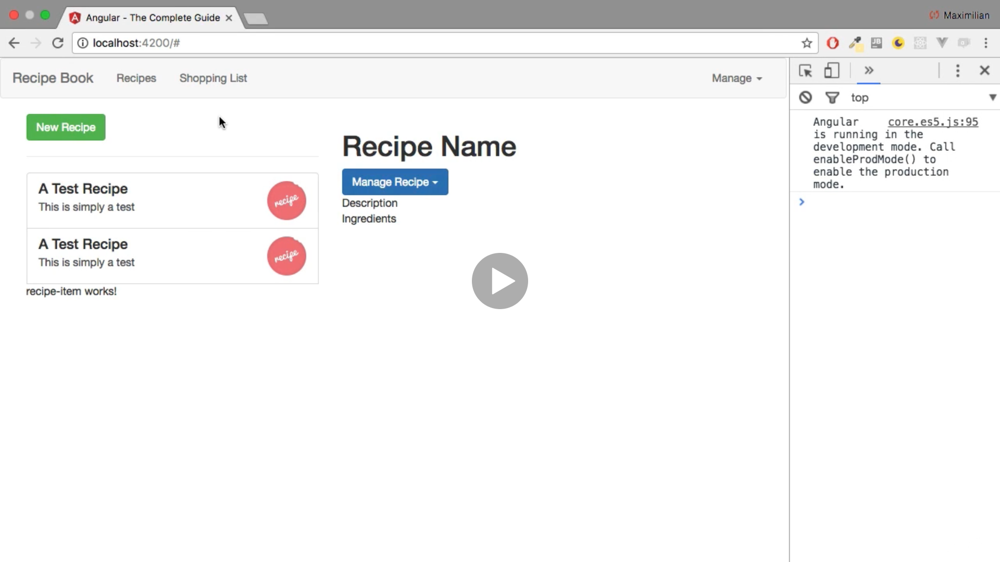 Angular - The Complete Guide
Maximilian
localhost:4200/#
JB
Recipe Book
Recipes
Shopping List
Manage
top
New Recipe
A Test Recipe
This is simply a test
recipe
A Test Recipe
This is simply a test
recipe
recipe-item works!
Recipe Name
Manage Recipe
Description
Ingredients
Angular core.es5.js:95
is running in the
development mode. Call
enableProdMode() to
enable the production
mode.